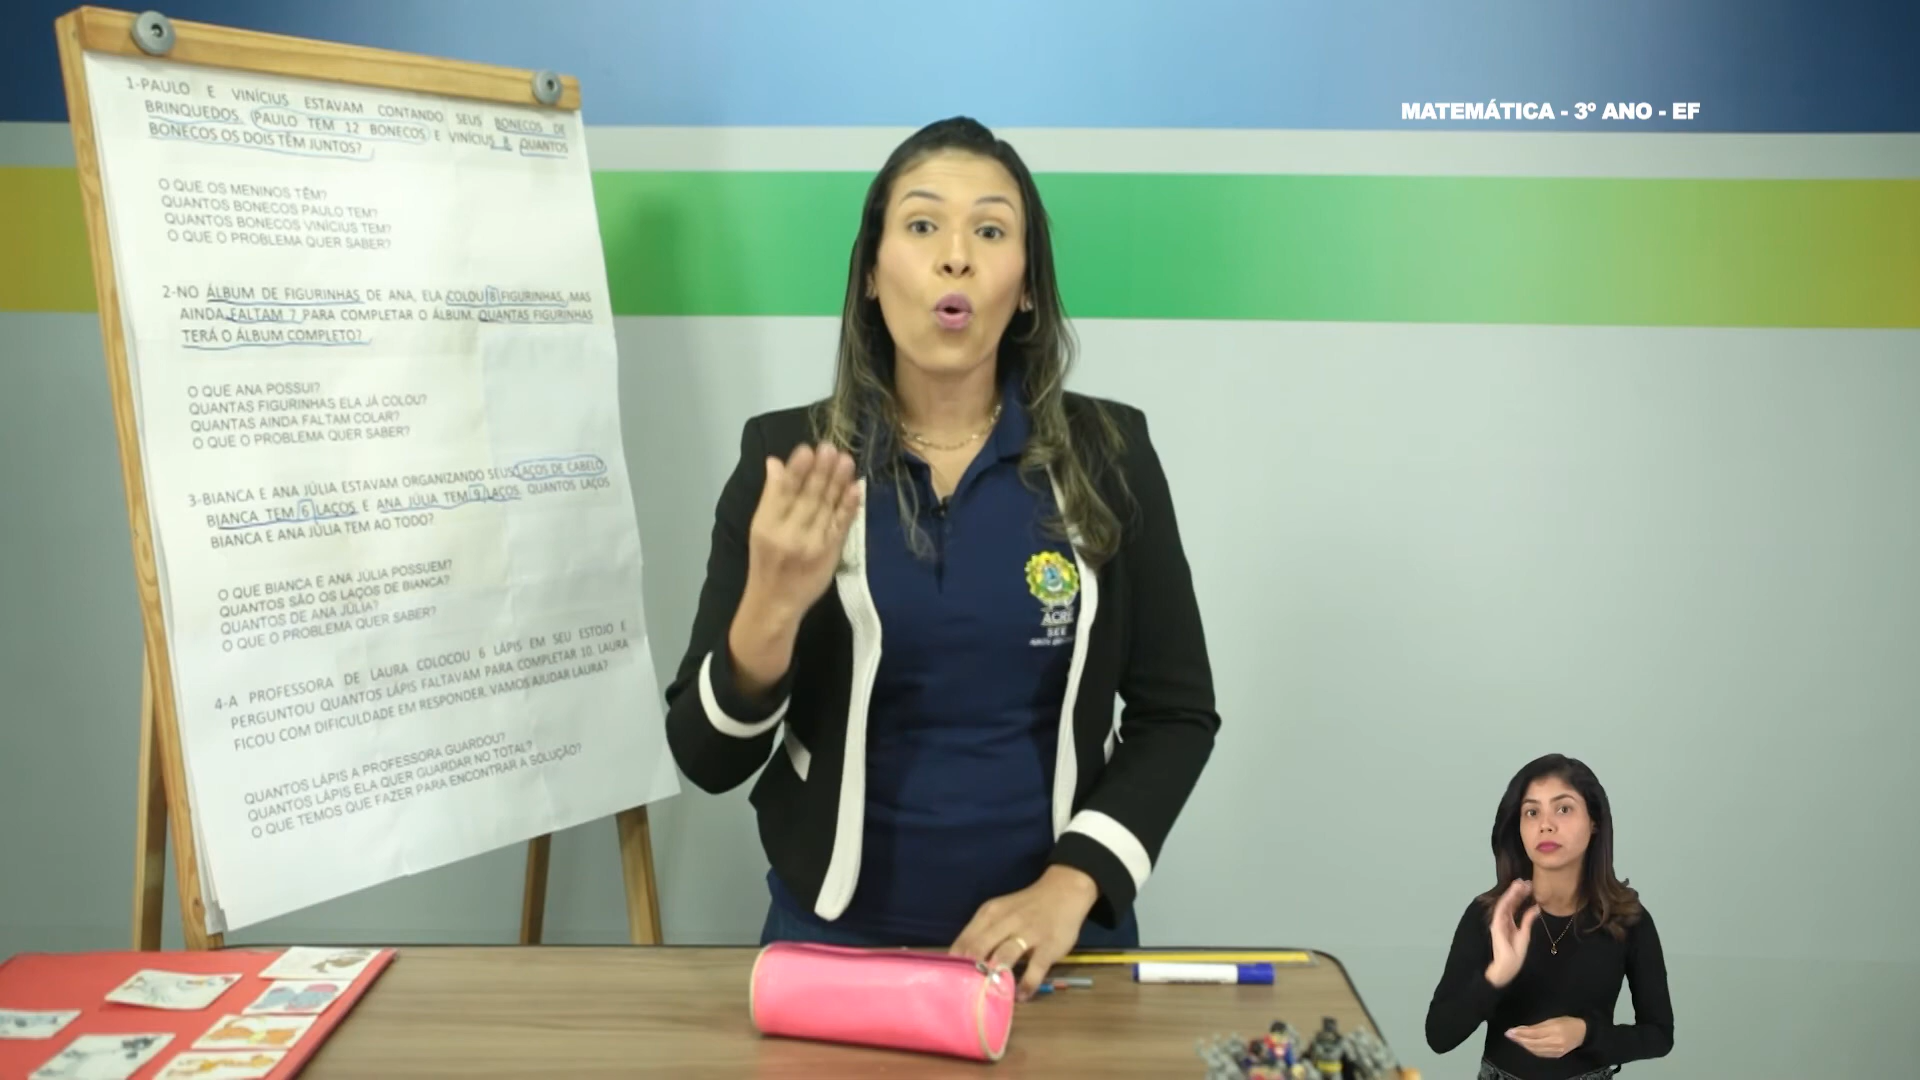 MATEMÁTICA - 3º ANO - EF
1-PAULO E VINÍCIUS ESTAVAM CONTANDO SEUS BONECOS DE
BRINQUEDOS. PAULO TEM 12 BONECOS E VINÍCIUS 8. QUANTOS
BONECOS OS DOIS TÊM JUNTOS?
O QUE OS MENINOS TÊM?
QUANTOS BONECOS PAULO TEM?
QUANTOS BONECOS VINÍCIUS TEM?
O QUE O PROBLEMA QUER SABER?
2-NO ÁLBUM DE FIGURINHAS DE ANA, ELA COLOU 8 FIGURINHAS, MAS
AINDA FALTAM 7 PARA COMPLETAR O ÁLBUM. QUANTAS FIGURINHAS
TERÁ O ÁLBUM COMPLETO?
O QUE ANA POSSUI?
QUANTAS FIGURINHAS ELA JÁ COLOU?
QUANTAS AINDA FALTAM COLAR?
O QUE O PROBLEMA QUER SABER?
3-BIANCA E ANA JÚLIA ESTAVAM ORGANIZANDO SEUS LAÇOS DE CABELO.
BIANCA TEM 6 LAÇOS E ANA JÚLIA TEM 9 LAÇOS. QUANTOS LAÇOS
BIANCA E ANA JÚLIA TEM AO TODO?
O QUE BIANCA E ANA JÚLIA POSSUEM?
QUANTOS SÃO OS LAÇOS DE BIANCA?
QUANTOS DE ANA JÚLIA?
O QUE O PROBLEMA QUER SABER?
4-A PROFESSORA DE LAURA COLOCOU 6 LÁPIS EM SEU ESTOJO E
PERGUNTOU QUANTOS LÁPIS FALTAVAM PARA COMPLETAR 10. LAURA
FICOU COM DIFICULDADE EM RESPONDER. VAMOS AJUDAR LAURA?
QUANTOS LÁPIS A PROFESSORA GUARDOU?
QUANTOS LÁPIS ELA QUER GUARDAR NO TOTAL?
O QUE TEMOS QUE FAZER PARA ENCONTRAR A SOLUÇÃO?
ACRE
SEE